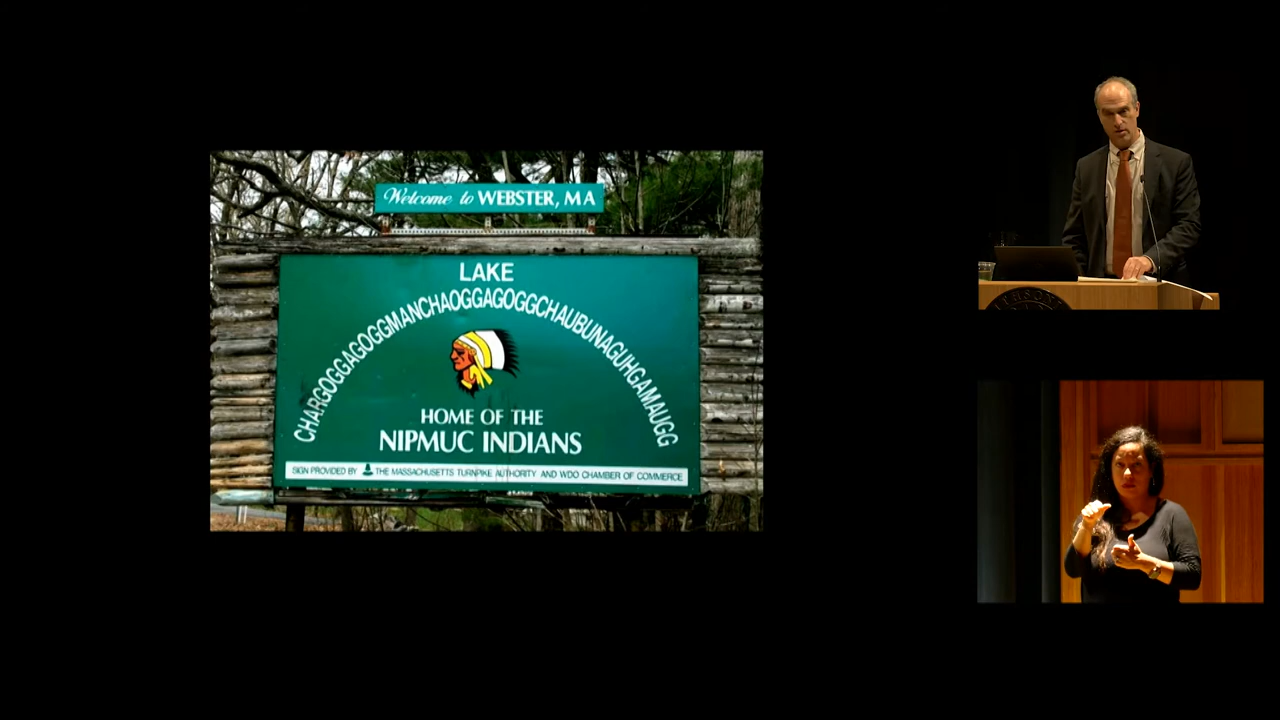 Welcome to WEBSTER, MA
LAKE
CHARGOGGAGOGGMANCHAOGGAGOGGCHAUBUNAGUHGAMAUGG
HOME OF THE
NIPMUC INDIANS
SIGN PROVIDED BY THE MASSACHUSETTS TURNPIKE AUTHORITY AND WDO CHAMBER OF COMMERCE